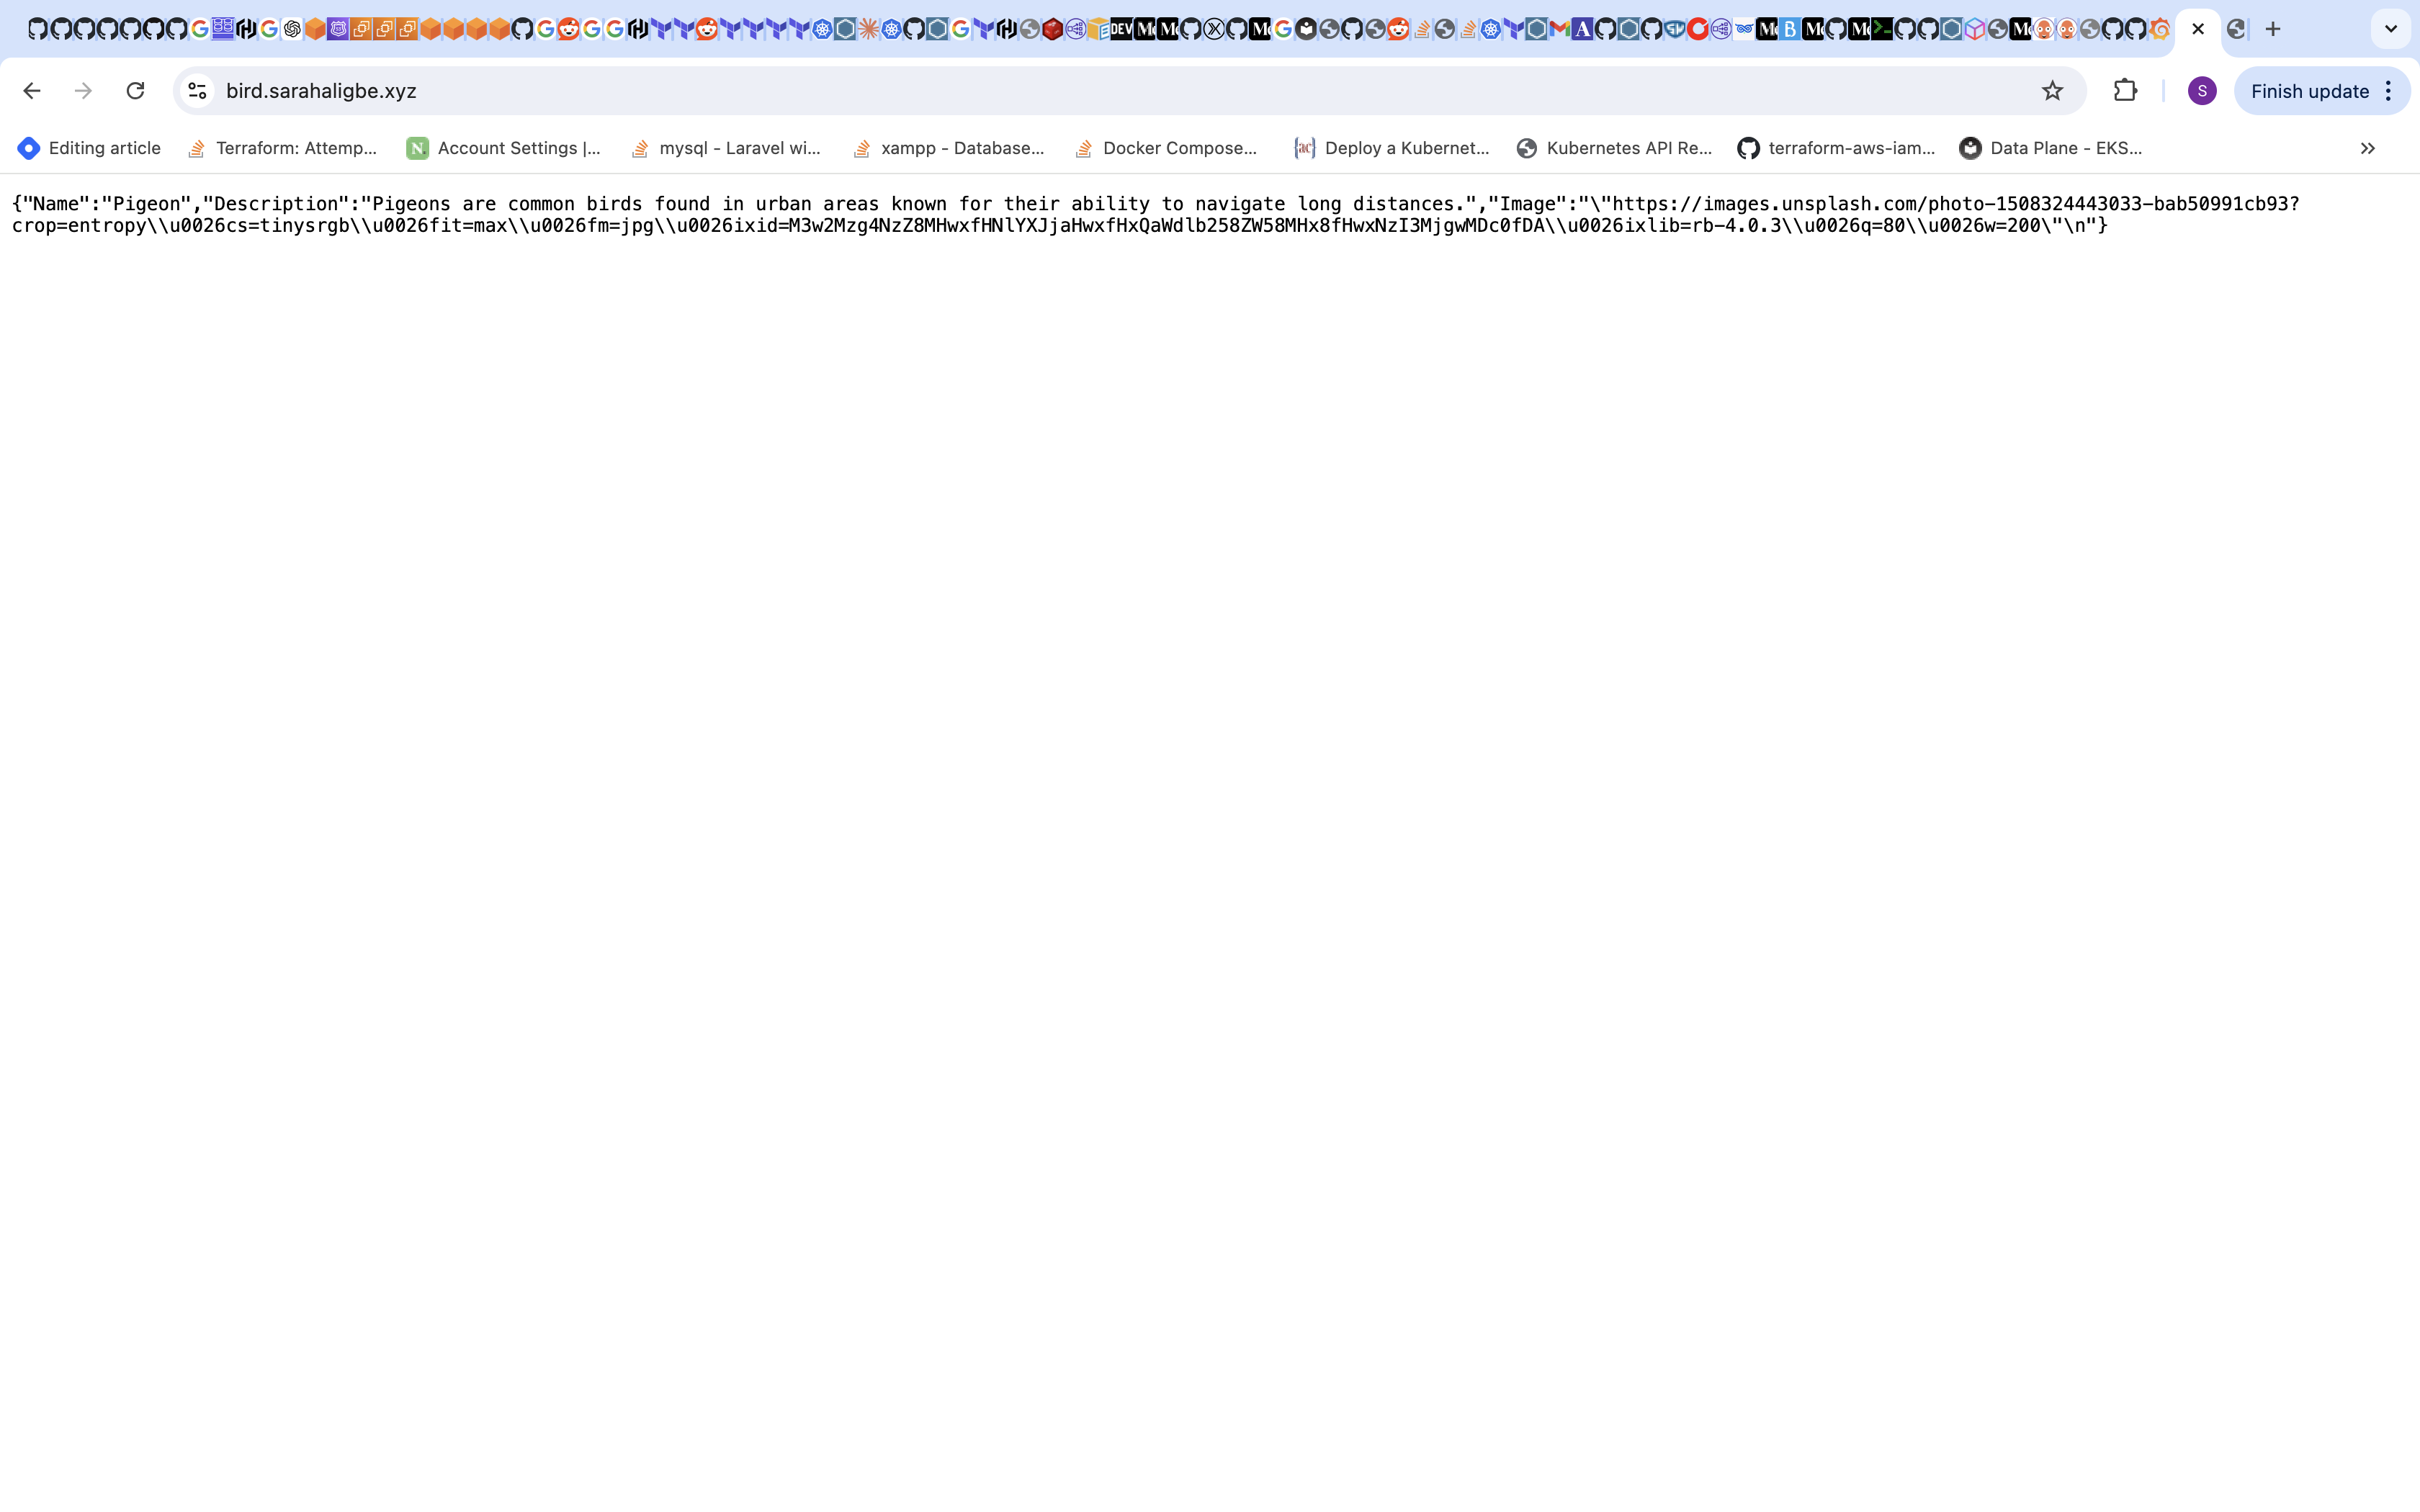 bird.sarahaligbe.xyz
S
Finish update
Editing article
Terraform: Attemp...
Account Settings |...
mysql - Laravel wi...
xampp - Database...
Docker Compose...
Deploy a Kubernet...
Kubernetes API Re...
terraform-aws-iam...
Data Plane - EKS...
{"Name":"Pigeon","Description":"Pigeons are common birds found in urban areas known for their ability to navigate long distances.","Image":"\"https://images.unsplash.com/photo-1508324443033-bab50991cb93?
crop=entropy\\u0026cs=tinysrgb\\u0026fit=max\\u0026fm=jpg\\u0026ixid=M3w2Mzg4NzZ8MHwxfHNlYXJjaHwxfHxQaWdlb258ZW58MHx8fHwxNzI3MjgwMDc0fDA\\u0026ixlib=rb-4.0.3\\u0026q=80\\u0026w=200\"\n"}